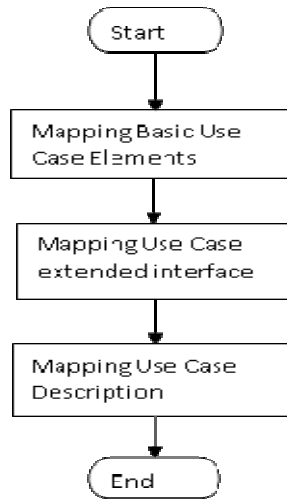 Start
Mapping Basic Use
Case Elements
Mapping Use Case
extended interface
Mapping Use Case
Description
End